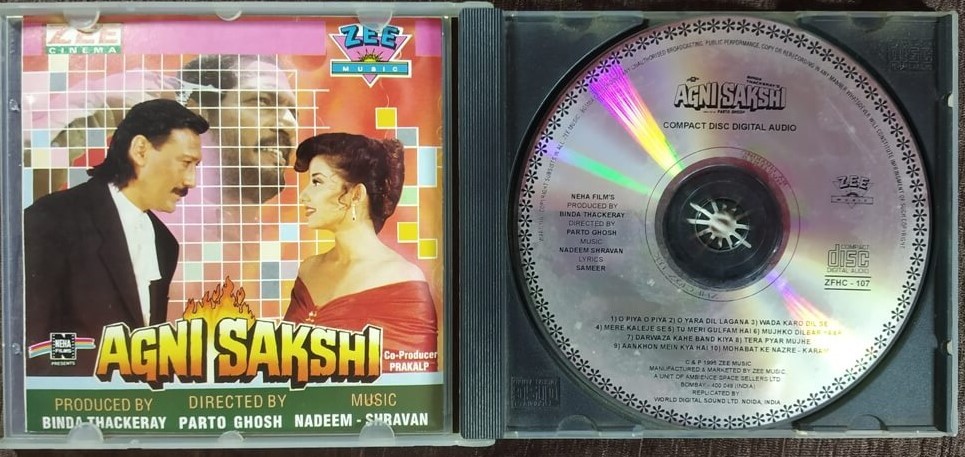 ZEE
CINEMA
ZEE
MUSIC
NEHA
FILMS
PRESENTS
AGNI SAKSHI
Co-Producer
PRAKALP
PRODUCED BY DIRECTED BY MUSIC
BINDA THACKERAY PARTO GHOSH NADEEM - SHRAVAN
AGNI SAKSHI
PARTO GHOSH
COMPACT DISC DIGITAL AUDIO
ZEE
MUSIC
NEHA FILM'S
PRODUCED BY
BINDA THACKERAY
DIRECTED BY
PARTO GHOSH
MUSIC
NADEEM SHRAVAN
LYRICS
SAMEER
COMPACT
disc
DIGITAL AUDIO
ZFHC - 107
1) O PIYA O PIYA 2) O YARA DIL LAGANA 3) WADA KARO DIL SE
4) MERE KALEJE SE 5) TU MERI GULFAM HAI 6) MUJHKO DILBAR YAAR
7) DARWAZA KAHE BAND KIYA 8) TERA PYAR MUJHE
9) AANKHON MEIN KYA HAI 10) MOHABAT KE NAZRE - KARAM
C & P 1995 ZEE MUSIC
MANUFACTURED & MARKETED BY ZEE MUSIC,
A UNIT OF AMBIENCE SPACE SELLERS LTD
BOMBAY - 400 049 (INDIA)
REPLICATED BY
WORLD DIGITAL SOUND LTD. NOIDA, INDIA